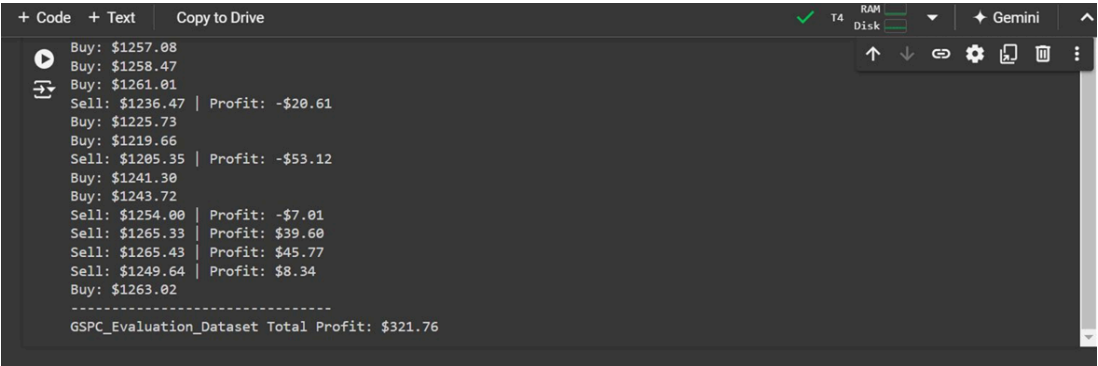 + Code + Text Copy to Drive T4 RAM Disk Gemini
Buy: $1257.08
Buy: $1258.47
Buy: $1261.01
Sell: $1236.47 | Profit: -$20.61
Buy: $1225.73
Buy: $1219.66
Sell: $1205.35 | Profit: -$53.12
Buy: $1241.30
Buy: $1243.72
Sell: $1254.00 | Profit: -$7.01
Sell: $1265.33 | Profit: $39.60
Sell: $1265.43 | Profit: $45.77
Sell: $1249.64 | Profit: $8.34
Buy: $1263.02
--------------------------------
GSPC_Evaluation_Dataset Total Profit: $321.76